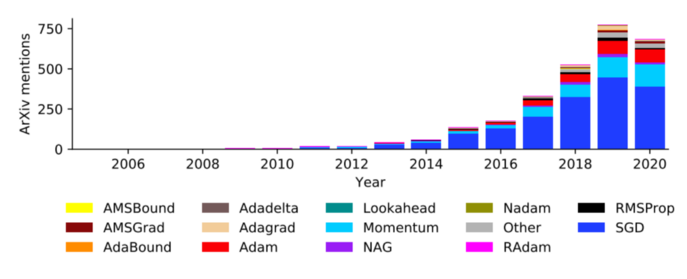 750
500
250
0
ArXiv mentions
2006 2008 2010 2012 2014 2016 2018 2020
Year
AMSBound Adadelta Lookahead Nadam RMSProp
AMSGrad Adagrad Momentum Other SGD
AdaBound Adam NAG RAdam